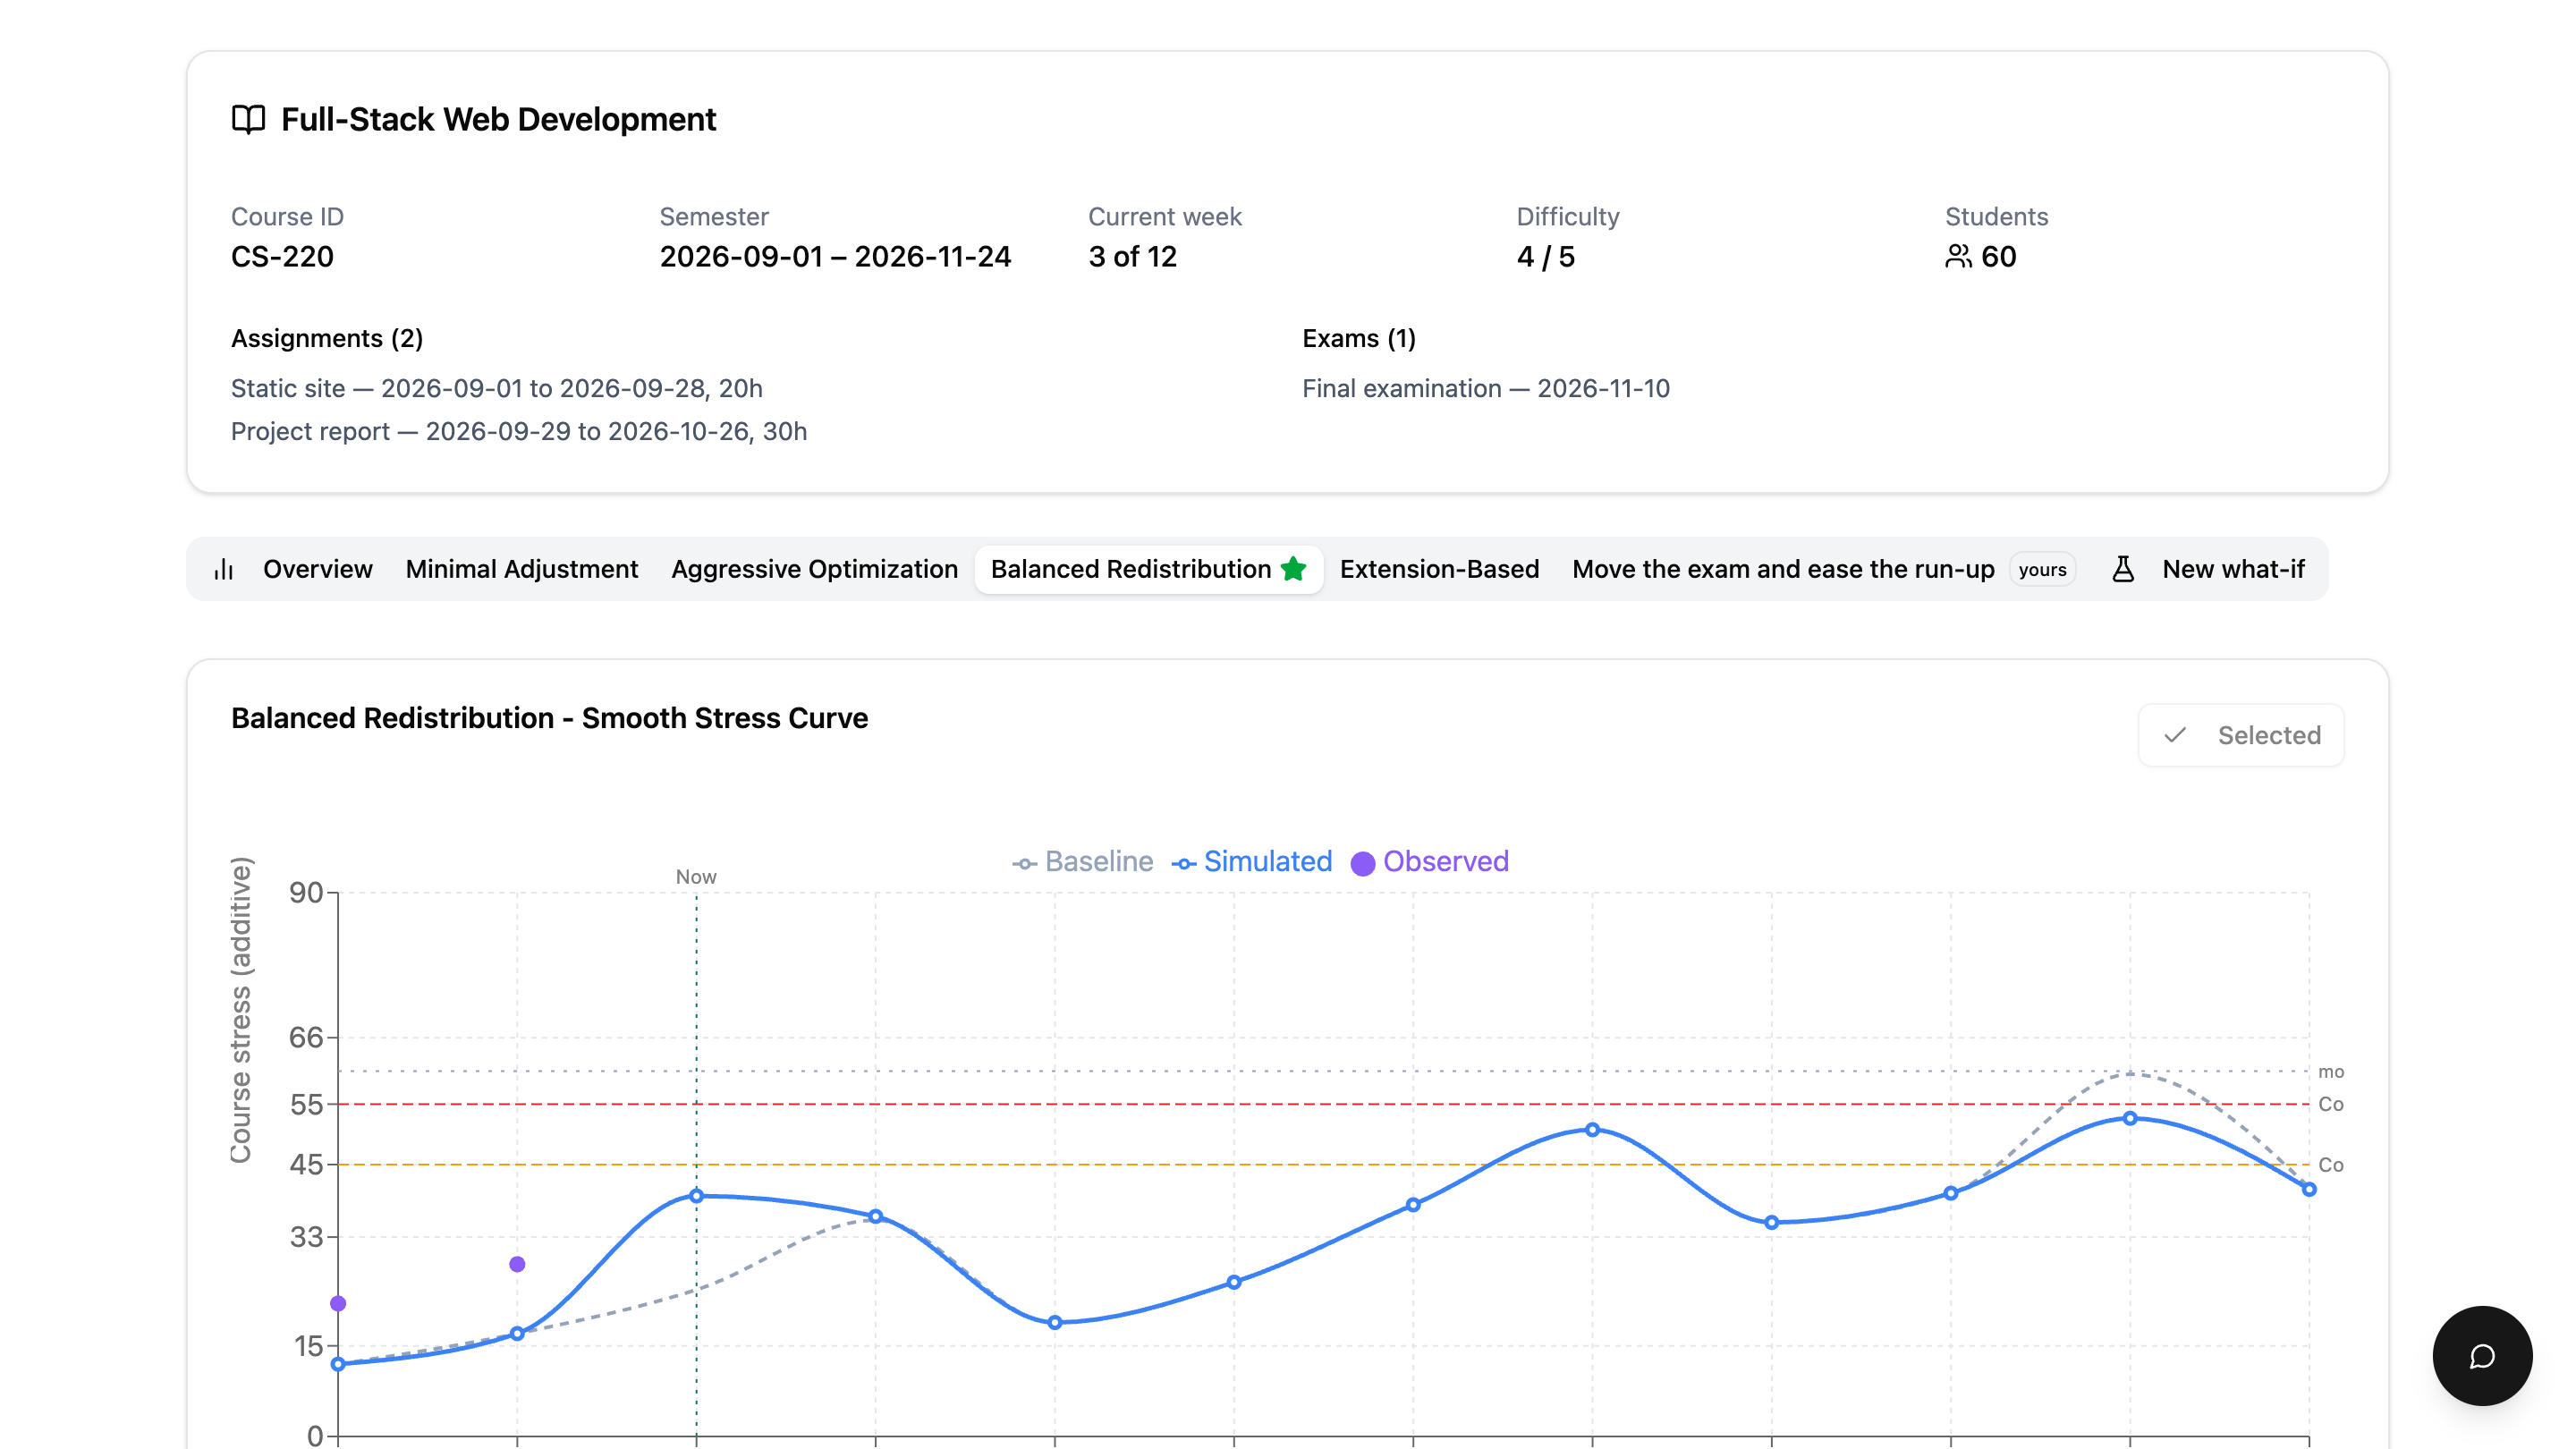 Full-Stack Web Development
Course ID
CS-220
Semester
2026-09-01 – 2026-11-24
Current week
3 of 12
Difficulty
4 / 5
Students
60
Assignments (2)
Static site — 2026-09-01 to 2026-09-28, 20h
Project report — 2026-09-29 to 2026-10-26, 30h
Exams (1)
Final examination — 2026-11-10
Overview Minimal Adjustment Aggressive Optimization Balanced Redistribution Extension-Based Move the exam and ease the run-up yours New what-if
Balanced Redistribution - Smooth Stress Curve
Selected
Baseline Simulated Observed
Now
Course stress (additive)
90
66
mo
55
Co
45
Co
33
15
0